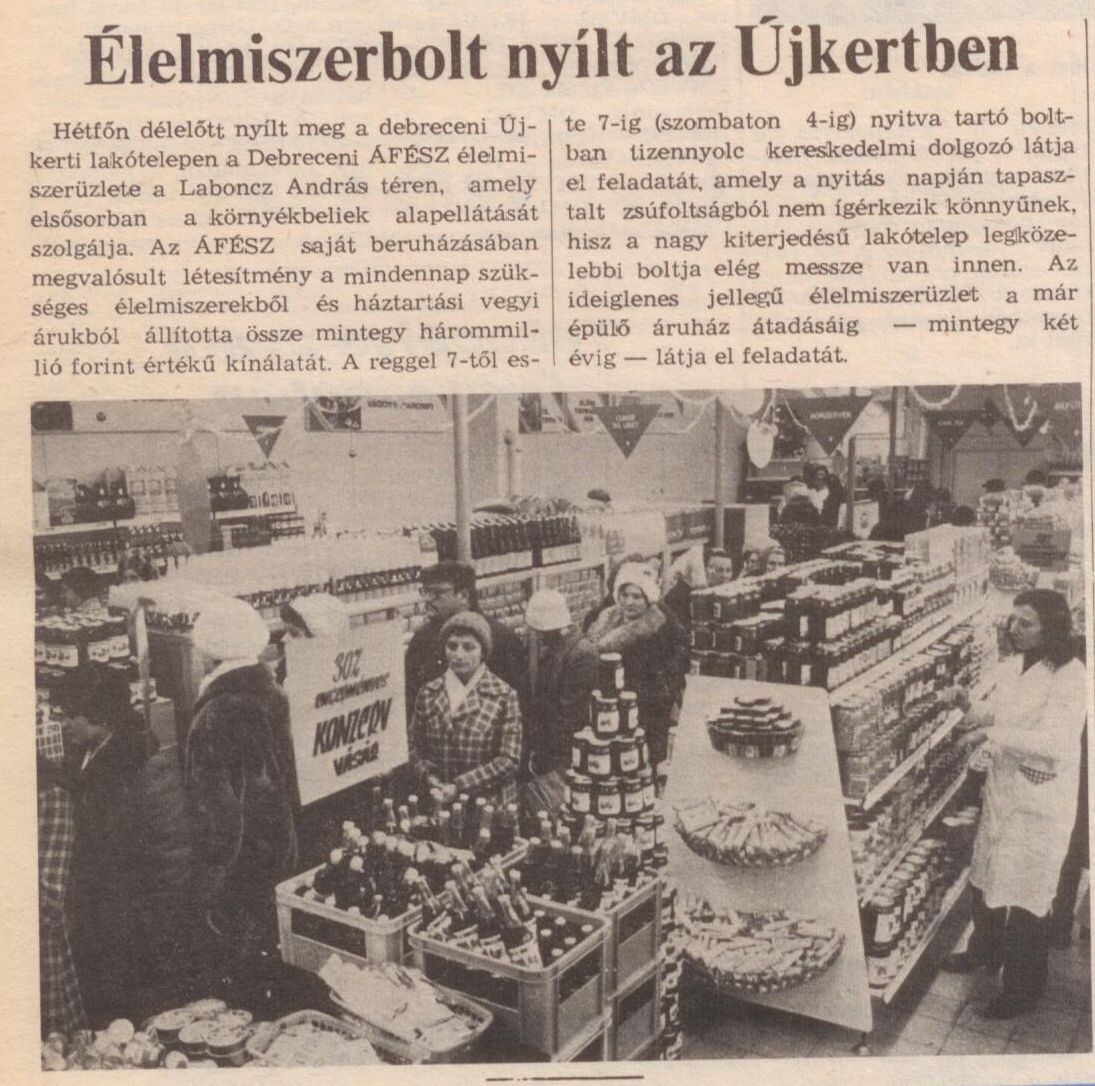 Élelmiszerbolt nyílt az Újkertben
Hétfőn délelőtt nyílt meg a debreceni Új-
kerti lakótelepen a Debreceni ÁFÉSZ élelmi-
szerüzlete a Laboncz András téren, amely
elsősorban a környékbeliek alapellátását
szolgálja. Az ÁFÉSZ saját beruházásában
megvalósult létesítmény a mindennap szük-
séges élelmiszerekből és háztartási vegyi
árukból állította össze mintegy hárommil-
lió forint értékű kínálatát. A reggel 7-től es-
te 7-ig (szombaton 4-ig) nyitva tartó bolt-
ban tizennyolc kereskedelmi dolgozó látja
el feladatát, amely a nyitás napján tapasz-
talt zsúfoltságból nem ígérkezik könnyűnek,
hisz a nagy kiterjedésű lakótelep legköze-
lebbi boltja elég messze van innen. Az
ideiglenes jellegű élelmiszerüzlet a már
épülő áruház átadásáig — mintegy két
évig — látja el feladatát.
KONZERVEK
30%
ENGEDMÉNYES
KONZERV
VÁSÁR